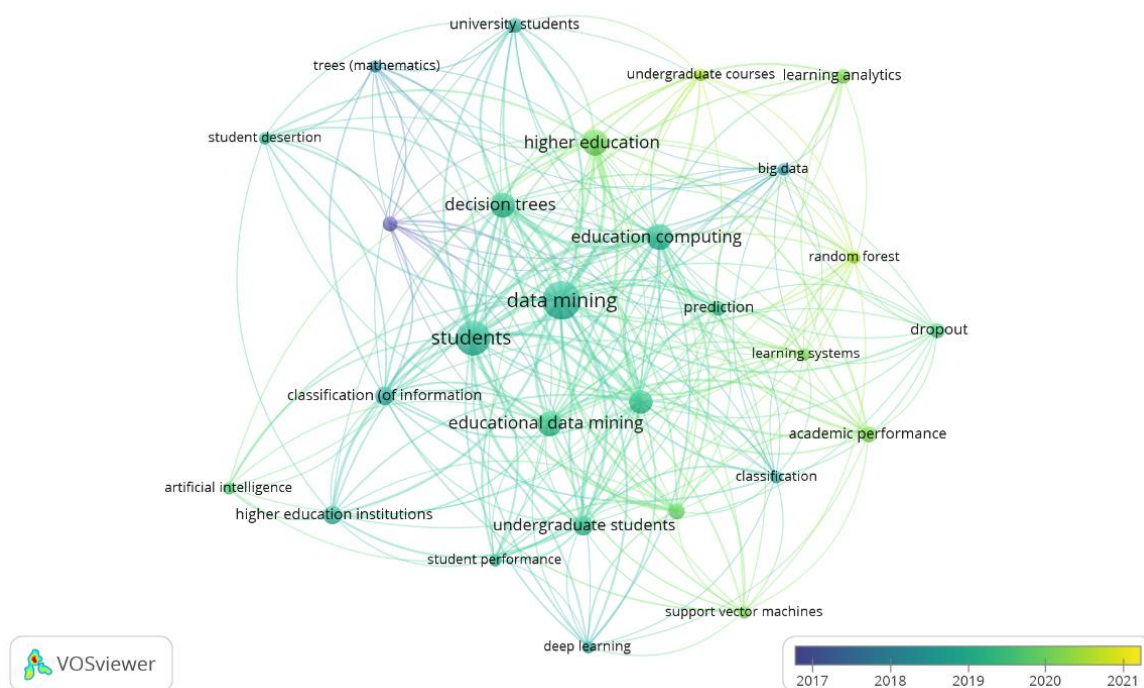 university students
trees (mathematics)
undergraduate courses
learning analytics
student desertion
higher education
big data
decision trees
education computing
random forest
data mining
prediction
dropout
students
learning systems
classification (of information
educational data mining
academic performance
classification
artificial intelligence
higher education institutions
undergraduate students
student performance
support vector machines
deep learning
VOSviewer
2017 2018 2019 2020 2021